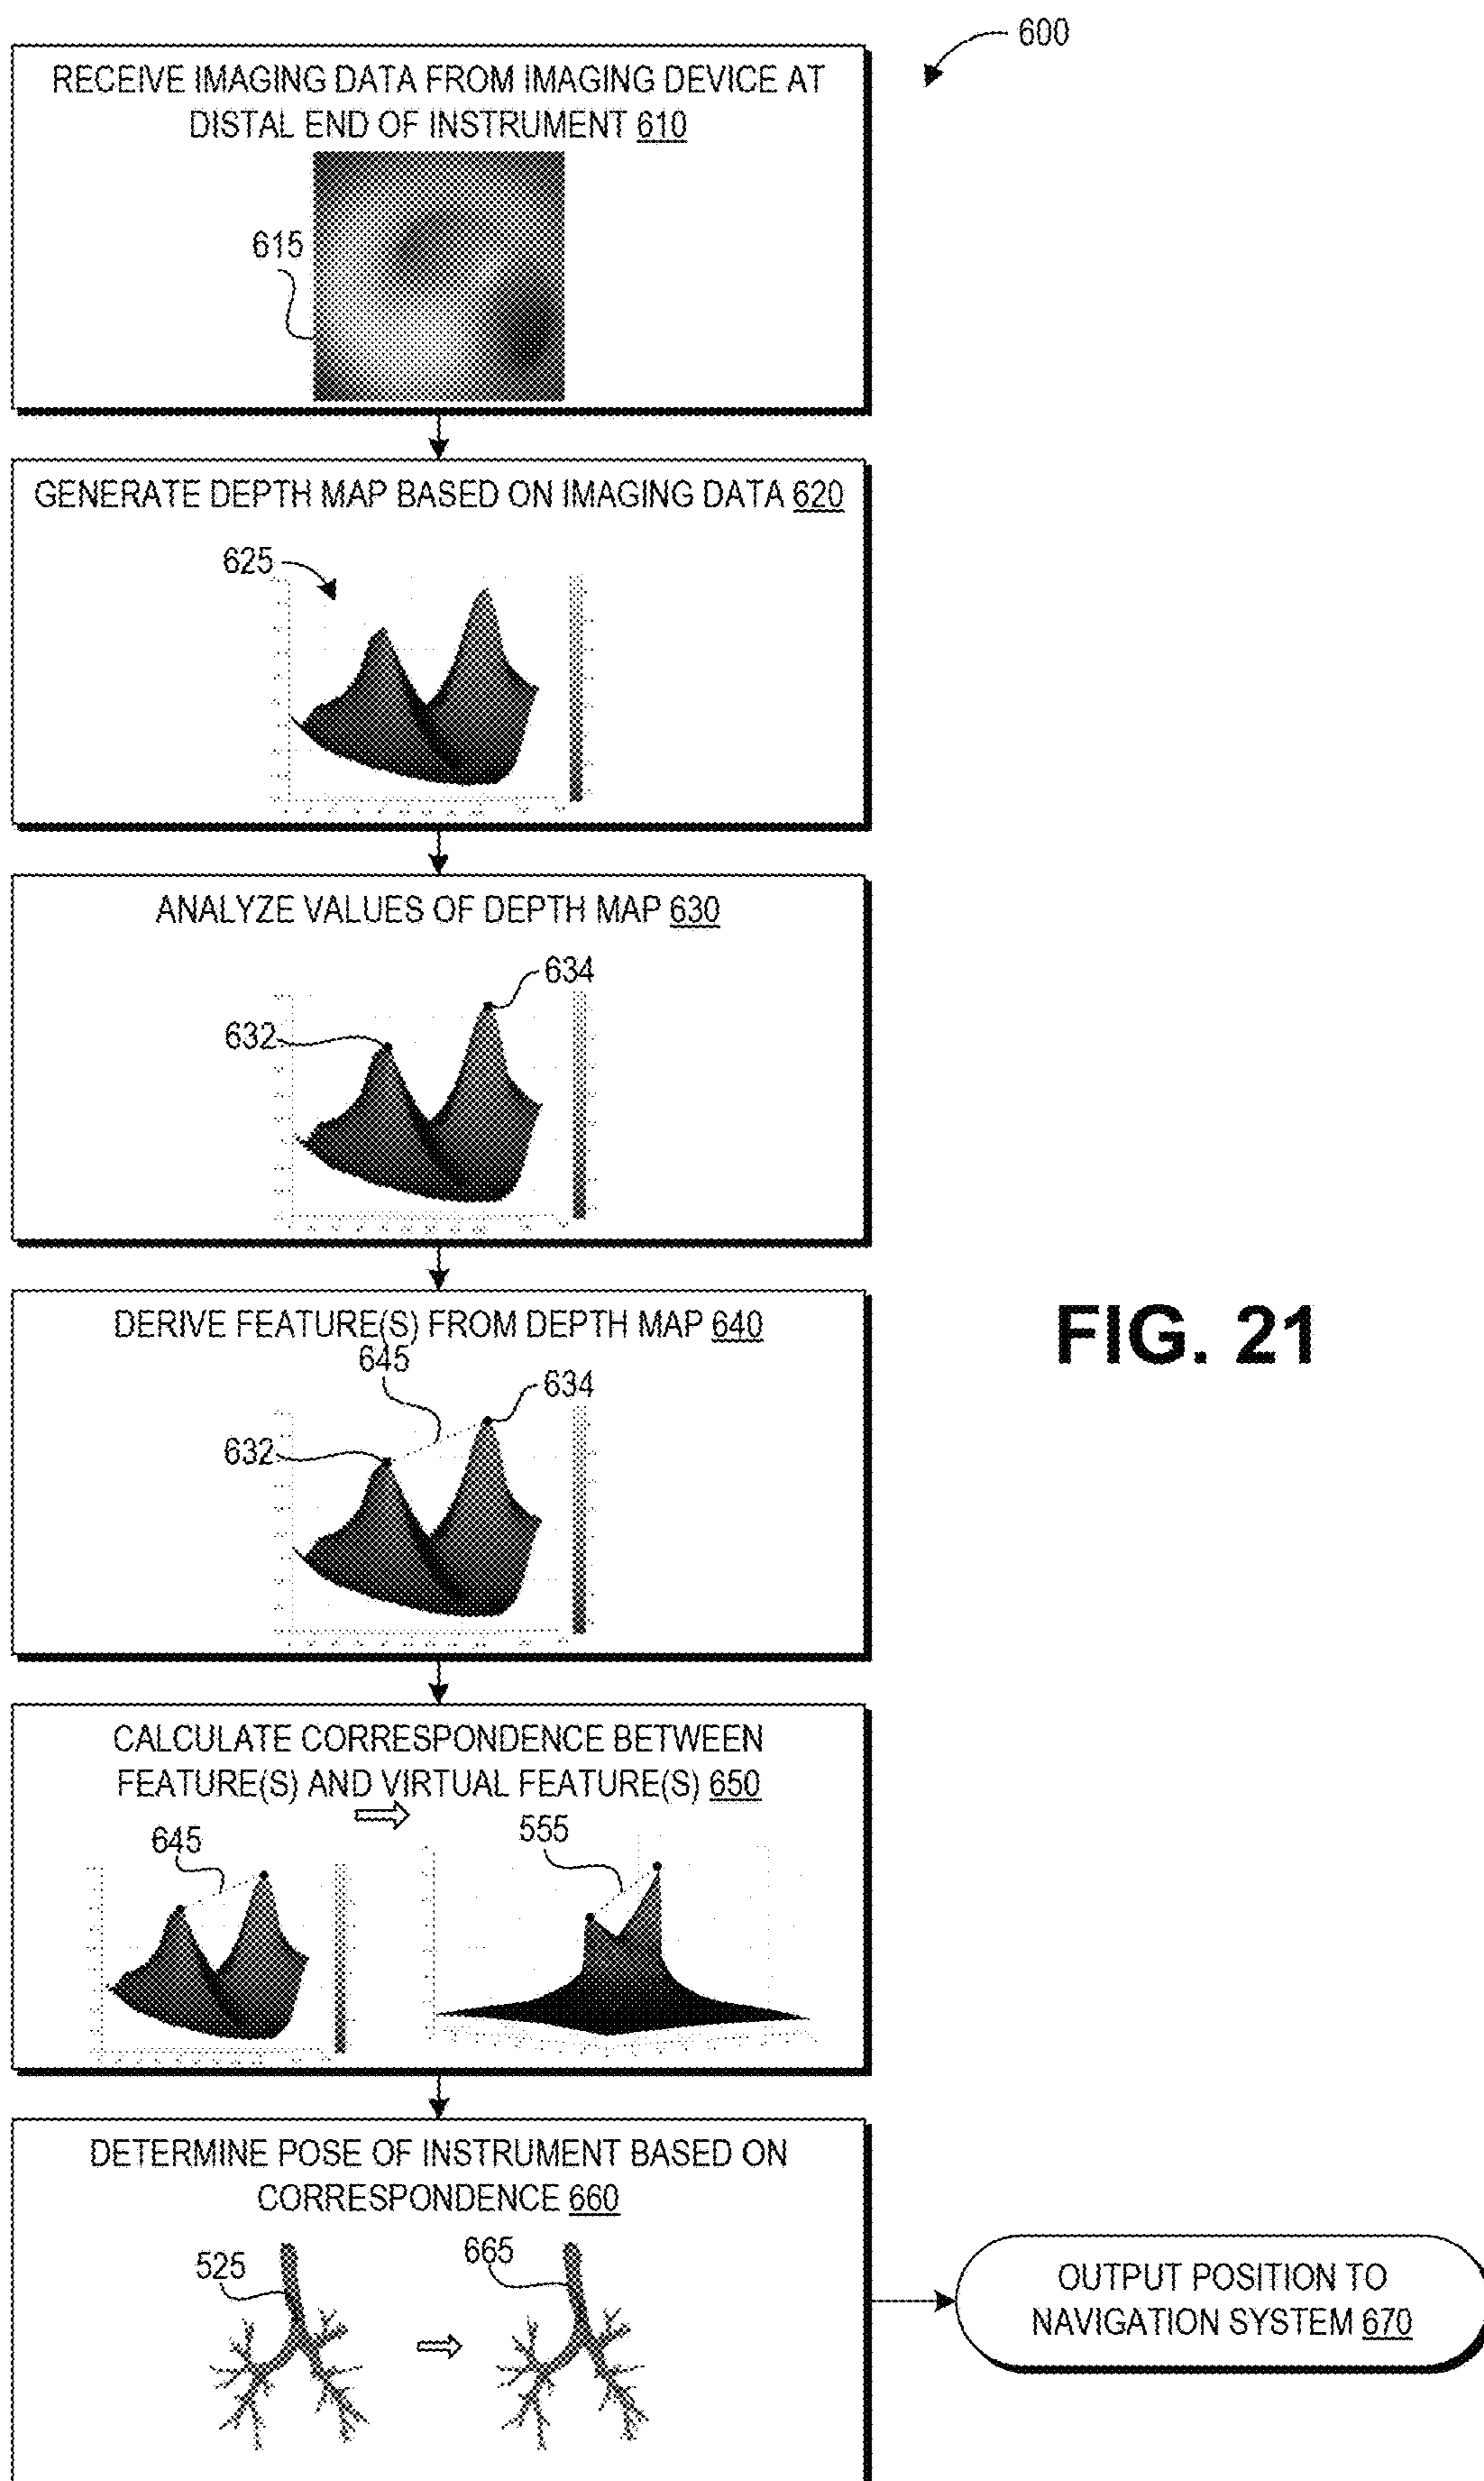 600
RECEIVE IMAGING DATA FROM IMAGING DEVICE AT
DISTAL END OF INSTRUMENT 610
615
GENERATE DEPTH MAP BASED ON IMAGING DATA 620
625
ANALYZE VALUES OF DEPTH MAP 630
634
632
FIG. 21
DERIVE FEATURE(S) FROM DEPTH MAP 640
645
634
632
CALCULATE CORRESPONDENCE BETWEEN
FEATURE(S) AND VIRTUAL FEATURE(S) 650
645
555
DETERMINE POSE OF INSTRUMENT BASED ON
CORRESPONDENCE 660
525
665
OUTPUT POSITION TO
NAVIGATION SYSTEM 670